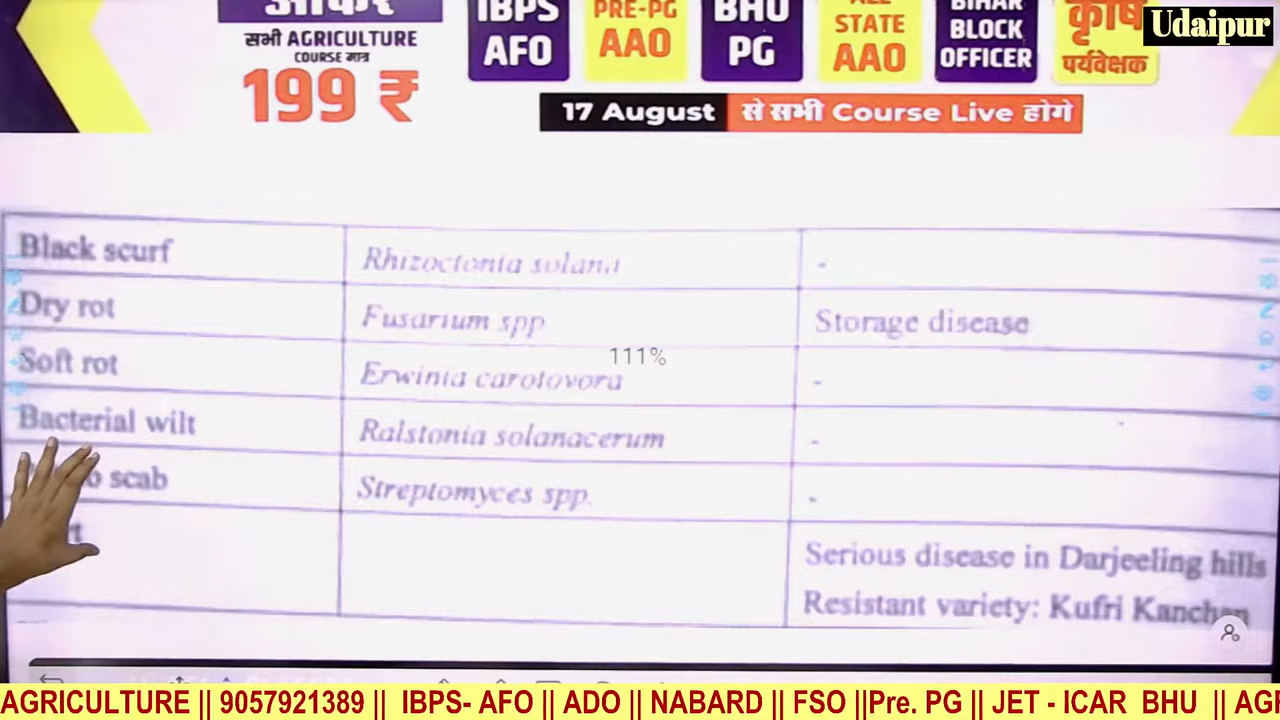 सभी AGRICULTURE
COURSE मात्र
199 ₹
IBPS
AFO
PRE-PG
AAO
BHU
PG
STATE
AAO
BIHAR
BLOCK
OFFICER
कृषि
पर्यवेक्षक
Udaipur
17 August से सभी Course Live होगे
Black scurf Rhizoctonia solani -
Dry rot Fusarium spp Storage disease
111%
Soft rot Erwinia carotovora -
Bacterial wilt Ralstonia solanacerum -
scab Streptomyces spp. -
Serious disease in Darjeeling hills
Resistant variety: Kufri Kanchan
AGRICULTURE || 9057921389 || IBPS- AFO || ADO || NABARD || FSO ||Pre. PG || JET - ICAR BHU || AGI